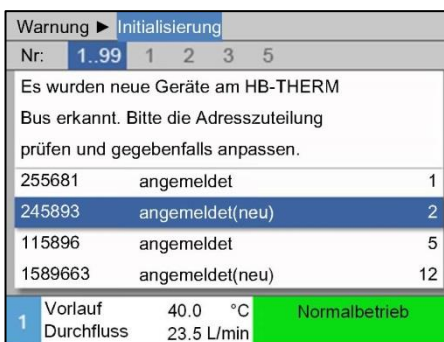 Warnung ► Initialisierung
Nr: 1..99 1 2 3 5
Es wurden neue Geräte am HB-THERM
Bus erkannt. Bitte die Adresszuteilung
prüfen und gegebenfalls anpassen.
255681 angemeldet 1
245893 angemeldet(neu) 2
115896 angemeldet 5
1589663 angemeldet(neu) 12
1 Vorlauf 40.0 °C Normalbetrieb
Durchfluss 23.5 L/min